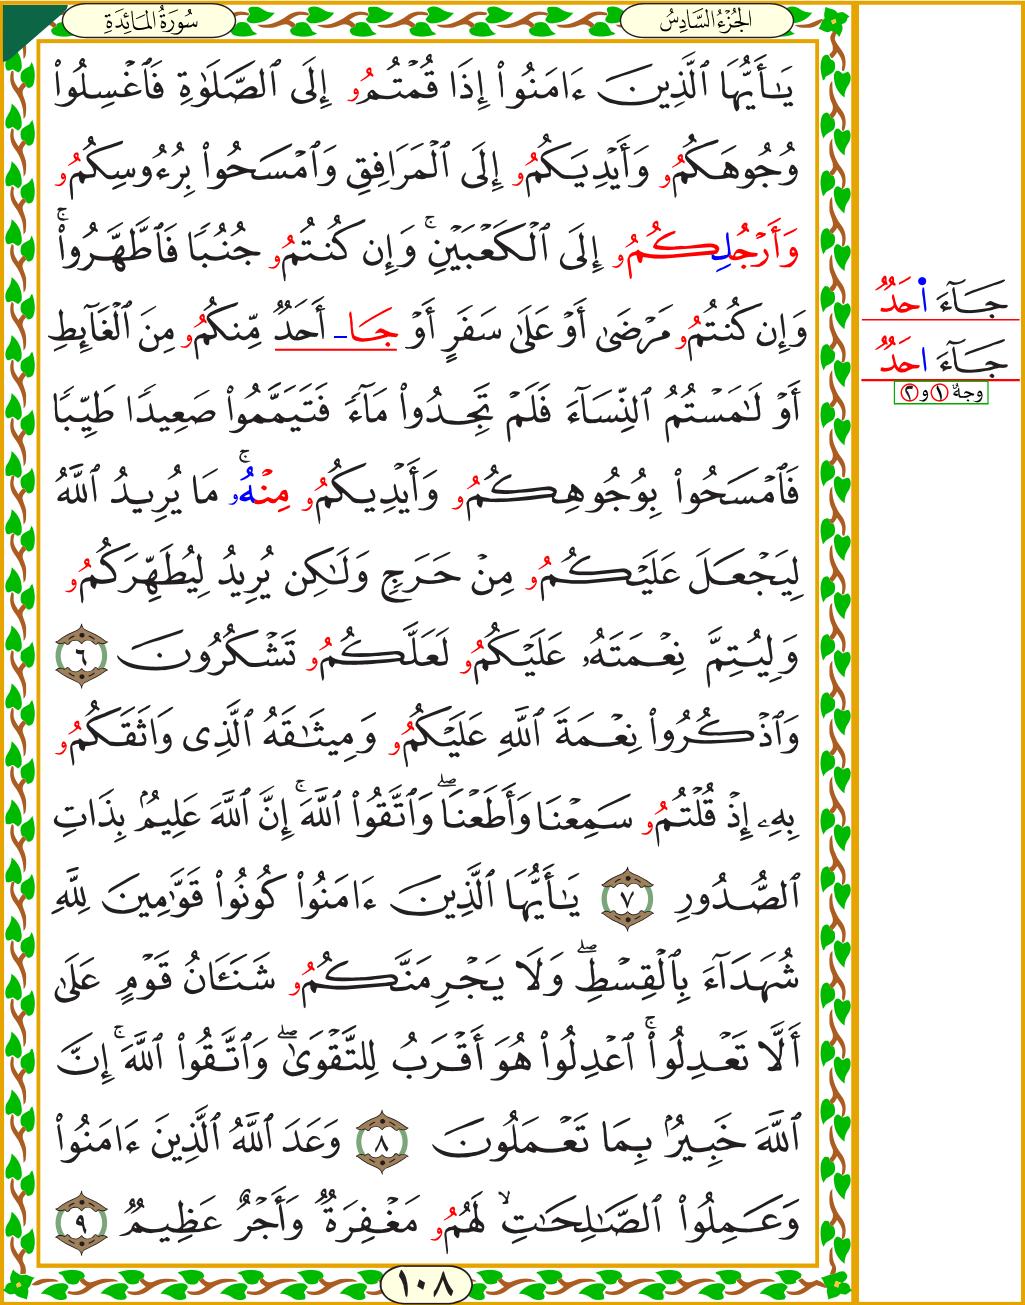 سُورَةُ المَائِدَةِ
الجُزْءُ السَّادِسُ
يَٰٓأَيُّهَا ٱلَّذِينَ ءَامَنُوٓا۟ إِذَا قُمْتُمُۥ إِلَى ٱلصَّلَوٰةِ فَٱغْسِلُوا۟
وُجُوهَكُمُۥ وَأَيْدِيَكُمُۥ إِلَى ٱلْمَرَافِقِ وَٱمْسَحُوا۟ بِرُءُوسِكُمُۥ
وَأَرْجُلِكُمُۥ إِلَى ٱلْكَعْبَيْنِ ۚ وَإِن كُنتُمُۥ جُنُبًا فَٱطَّهَّرُوا۟ ۚ
وَإِن كُنتُمُۥ مَرْضَىٰٓ أَوْ عَلَىٰ سَفَرٍ أَوْ جَا أَحَدٌ مِّنكُمُۥ مِنَ ٱلْغَآئِطِ
أَوْ لَٰمَسْتُمُ ٱلنِّسَآءَ فَلَمْ تَجِدُوا۟ مَآءً فَتَيَمَّمُوا۟ صَعِيدًا طَيِّبًا
فَٱمْسَحُوا۟ بِوُجُوهِكُمُۥ وَأَيْدِيكُمُۥ مِنْهُۥ ۚ مَا يُرِيدُ ٱللَّهُ
لِيَجْعَلَ عَلَيْكُمُۥ مِنْ حَرَجٍ وَلَٰكِن يُرِيدُ لِيُطَهِّرَكُمُۥ
وَلِيُتِمَّ نِعْمَتَهُۥ عَلَيْكُمُۥ لَعَلَّكُمُۥ تَشْكُرُونَ ٦
وَٱذْكُرُوا۟ نِعْمَةَ ٱللَّهِ عَلَيْكُمُۥ وَمِيثَٰقَهُ ٱلَّذِى وَاثَقَكُمُۥ
بِهِۦٓ إِذْ قُلْتُمُۥ سَمِعْنَا وَأَطَعْنَا ۖ وَٱتَّقُوا۟ ٱللَّهَ ۚ إِنَّ ٱللَّهَ عَلِيمٌۢ بِذَاتِ
ٱلصُّدُورِ ٧ يَٰٓأَيُّهَا ٱلَّذِينَ ءَامَنُوا۟ كُونُوا۟ قَوَّٰمِينَ لِلَّهِ
شُهَدَآءَ بِٱلْقِسْطِ ۖ وَلَا يَجْرِمَنَّكُمُۥ شَنَـَٔانُ قَوْمٍ عَلَىٰٓ
أَلَّا تَعْدِلُوا۟ ۚ ٱعْدِلُوا۟ هُوَ أَقْرَبُ لِلتَّقْوَىٰ ۖ وَٱتَّقُوا۟ ٱللَّهَ ۚ إِنَّ
ٱللَّهَ خَبِيرٌۢ بِمَا تَعْمَلُونَ ٨ وَعَدَ ٱللَّهُ ٱلَّذِينَ ءَامَنُوا۟
وَعَمِلُوا۟ ٱلصَّٰلِحَٰتِ ۙ لَهُمُۥ مَغْفِرَةٌ وَأَجْرٌ عَظِيمٌ ٩
جَآءَ اَ۬حَدٌ
جَآءَ احَدٌ
وجهٌ ١ و ٢
١٠٨